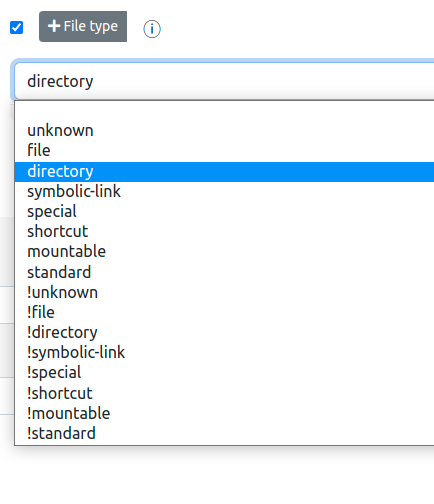 File type
directory
unknown
file
directory
symbolic-link
special
shortcut
mountable
standard
!unknown
!file
!directory
!symbolic-link
!special
!shortcut
!mountable
!standard